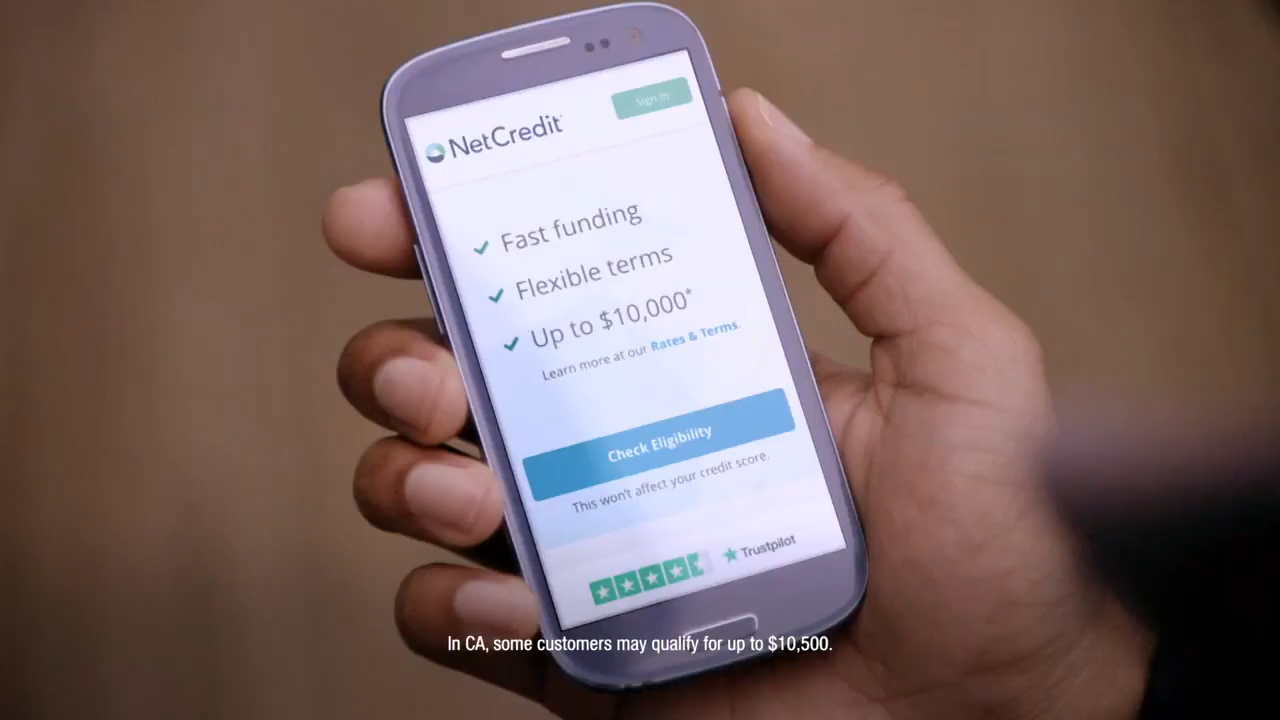 NetCredit
Sign In
Fast funding
Flexible terms
Up to $10,000*
Learn more at our Rates & Terms.
Check Eligibility
This won't affect your credit score.
Trustpilot
In CA, some customers may qualify for up to $10,500.